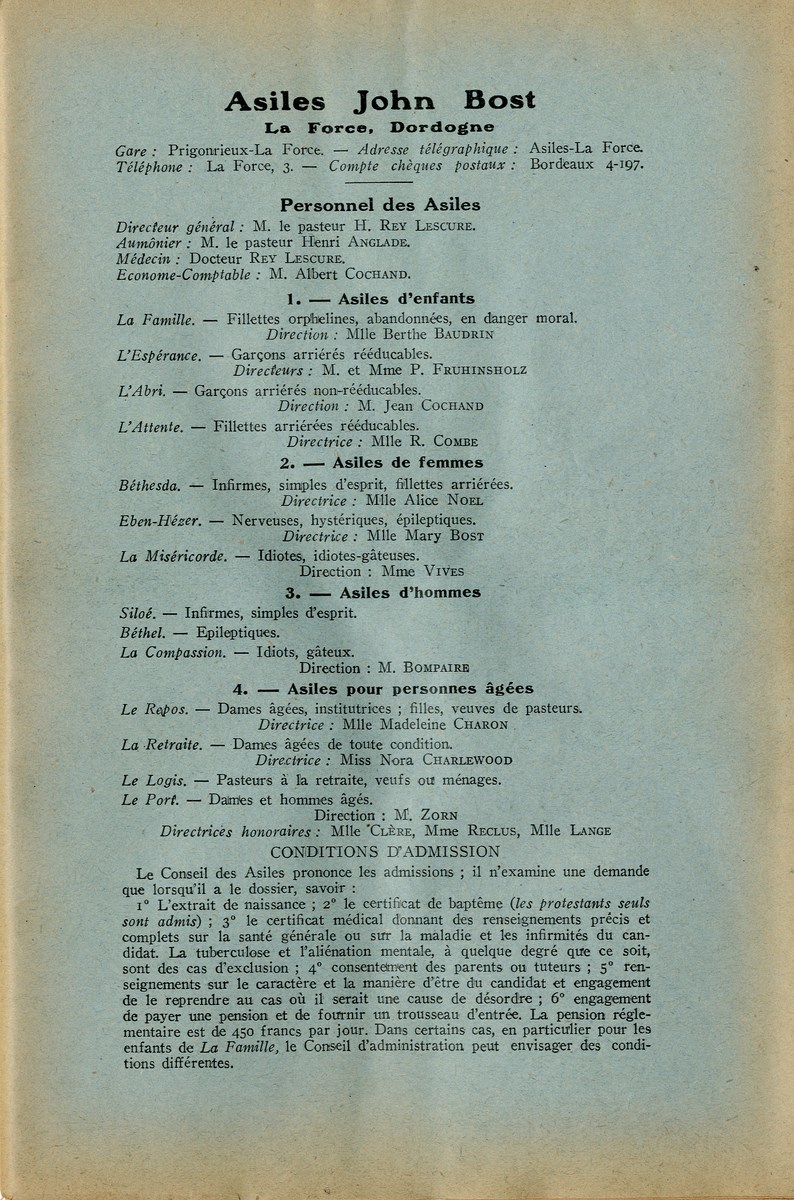 Asiles John Bost
La Force, Dordogne
Gare : Prigonrieux-La Force. — Adresse télégraphique : Asiles-La Force.
Téléphone : La Force, 3. — Compte chèques postaux : Bordeaux 4-197.
Personnel des Asiles
Directeur général : M. le pasteur H. REY LESCURE.
Aumônier : M. le pasteur Henri ANGLADE.
Médecin : Docteur REY LESCURE.
Econome-Comptable : M. Albert COCHAND.
1. — Asiles d'enfants
La Famille. — Fillettes orphelines, abandonnées, en danger moral.
Direction : Mlle Berthe BAUDRIN
L'Espérance. — Garçons arriérés rééducables.
Directeurs : M. et Mme P. FRUHINSHOLZ
L'Abri. — Garçons arriérés non-rééducables.
Direction : M. Jean COCHAND
L'Attente. — Fillettes arriérées rééducables.
Directrice : Mlle R. COMBE
2. — Asiles de femmes
Béthesda. — Infirmes, simples d'esprit, fillettes arriérées.
Directrice : Mlle Alice NOEL
Eben-Hézer. — Nerveuses, hystériques, épileptiques.
Directrice : Mlle Mary BOST
La Miséricorde. — Idiotes, idiotes-gâteuses.
Direction : Mme VIVES
3. — Asiles d'hommes
Siloé. — Infirmes, simples d'esprit.
Béthel. — Epileptiques.
La Compassion. — Idiots, gâteux.
Direction : M. BOMPAIRE
4. — Asiles pour personnes âgées
Le Repos. — Dames âgées, institutrices ; filles, veuves de pasteurs.
Directrice : Mlle Madeleine CHARON
La Retraite. — Dames âgées de toute condition.
Directrice : Miss Nora CHARLEWOOD
Le Logis. — Pasteurs à la retraite, veufs ou ménages.
Le Port. — Dames et hommes âgés.
Direction : M. ZORN
Directrices honoraires : Mlle CLÈRE, Mme RECLUS, Mlle LANGE
CONDITIONS D'ADMISSION
Le Conseil des Asiles prononce les admissions ; il n'examine une demande
que lorsqu'il a le dossier, savoir :
1° L'extrait de naissance ; 2° le certificat de baptême (les protestants seuls
sont admis) ; 3° le certificat médical donnant des renseignements précis et
complets sur la santé générale ou sur la maladie et les infirmités du can-
didat. La tuberculose et l'aliénation mentale, à quelque degré que ce soit,
sont des cas d'exclusion ; 4° consentement des parents ou tuteurs ; 5° ren-
seignements sur le caractère et la manière d'être du candidat et engagement
de le reprendre au cas où il serait une cause de désordre ; 6° engagement
de payer une pension et de fournir un trousseau d'entrée. La pension régle-
mentaire est de 450 francs par jour. Dans certains cas, en particulier pour les
enfants de La Famille, le Conseil d'administration peut envisager des condi-
tions différentes.